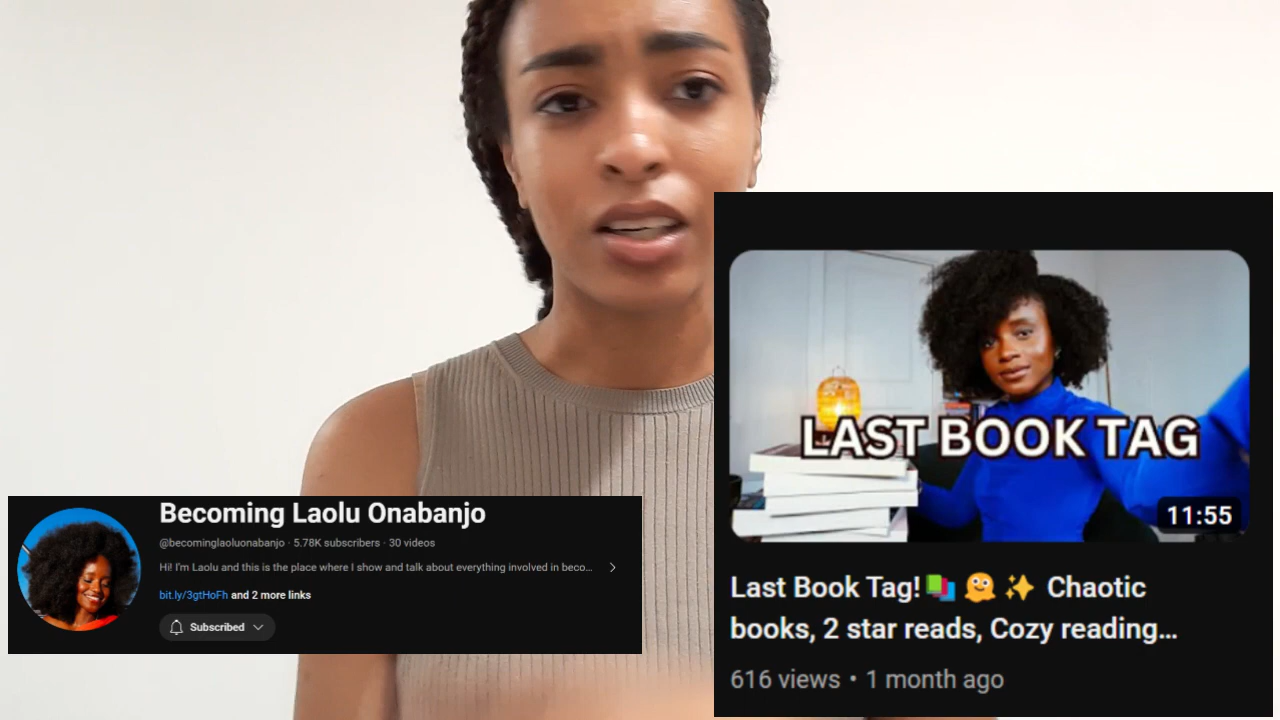 LAST BOOK TAG
11:55
Last Book Tag! Chaotic
books, 2 star reads, Cozy reading...
616 views • 1 month ago
Becoming Laolu Onabanjo
@becominglaoluonabanjo · 5.78K subscribers · 30 videos
Hi! I'm Laolu and this is the place where I show and talk about everything involved in beco...
bit.ly/3gtHoFh and 2 more links
Subscribed